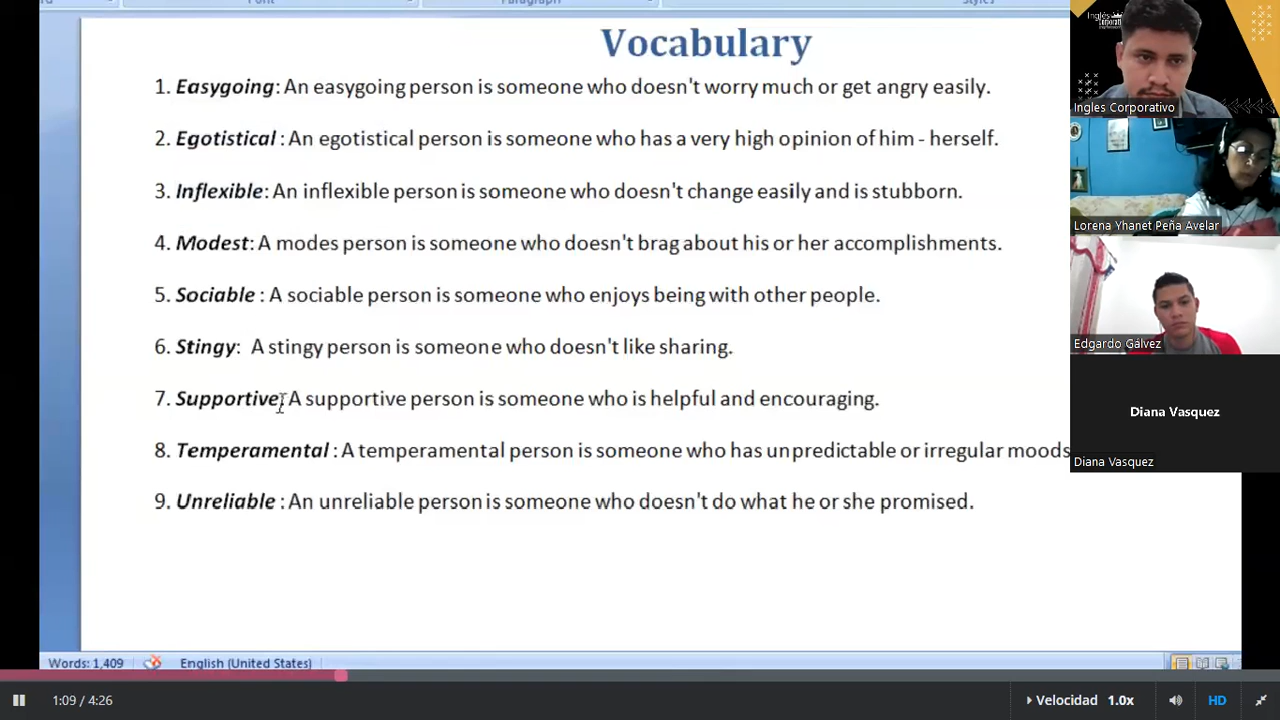 Font
Paragraph
Styles
Vocabulary
1. Easygoing: An easygoing person is someone who doesn't worry much or get angry easily.
2. Egotistical : An egotistical person is someone who has a very high opinion of him - herself.
3. Inflexible: An inflexible person is someone who doesn't change easily and is stubborn.
4. Modest: A modes person is someone who doesn't brag about his or her accomplishments.
5. Sociable : A sociable person is someone who enjoys being with other people.
6. Stingy: A stingy person is someone who doesn't like sharing.
7. Supportive: A supportive person is someone who is helpful and encouraging.
8. Temperamental : A temperamental person is someone who has unpredictable or irregular moods
9. Unreliable : An unreliable person is someone who doesn't do what he or she promised.
Ingles Corporativo
Lorena Yhanet Peña Avelar
Edgardo Gálvez
Diana Vasquez
Diana Vasquez
Words: 1,409
English (United States)
1:09 / 4:26
Velocidad 1.0x
HD